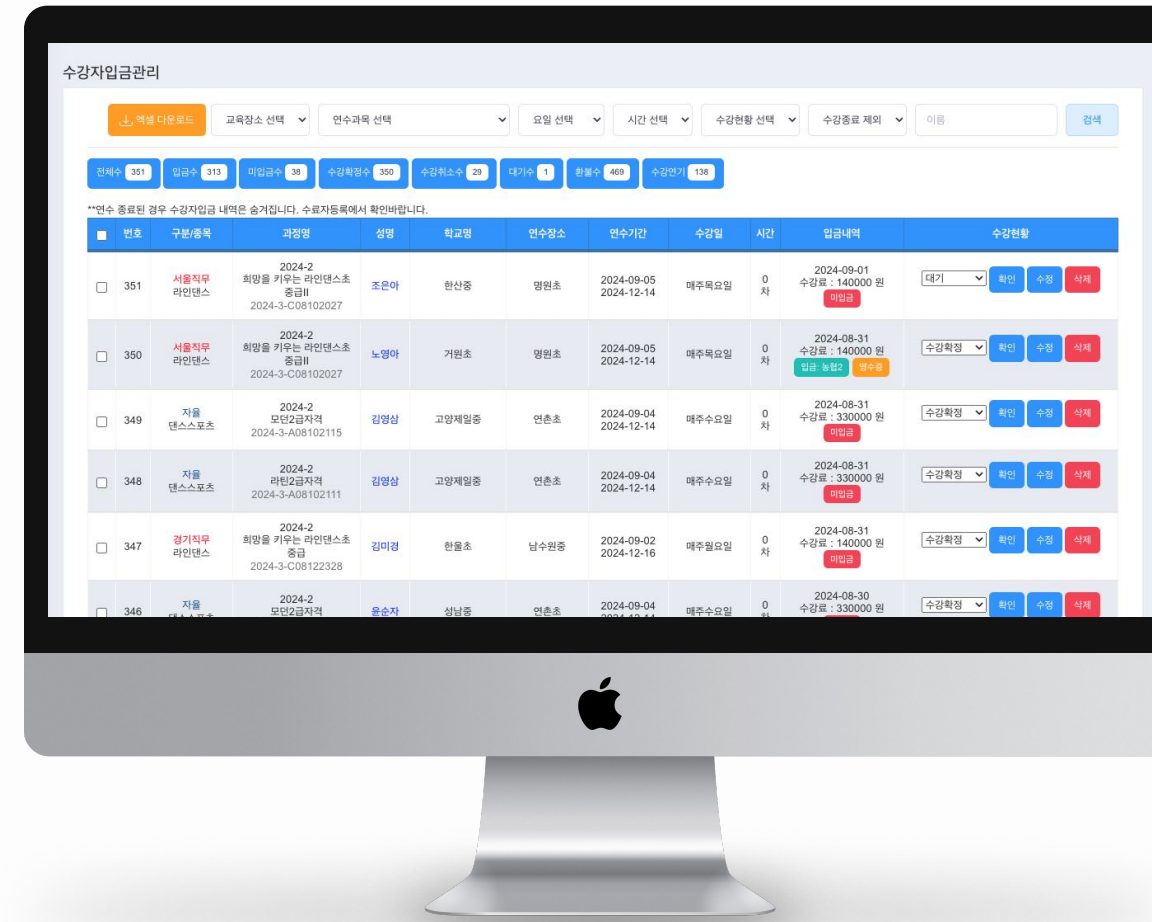 수강자입금관리
엑셀 다운로드 교육장소 선택 연수과목 선택 요일 선택 시간 선택 수강현황 선택 수강종료 제외 이름 검색
전체수 351 입금수 313 미입금수 38 수강확정수 350 수강취소수 29 대기수 1 환불수 469 수강연기 138
**연수 종료된 경우 수강자입금 내역은 숨겨집니다. 수료자등록에서 확인바랍니다.
번호 구분/종목 과정명 성명 학교명 연수장소 연수기간 수강일 시간 입금내역 수강현황
351
서울직무
라인댄스
2024-2
희망을 키우는 라인댄스초
중급II
2024-3-C08102027
조은아
한산중
명원초
2024-09-05
2024-12-14
매주목요일
0
차
2024-09-01
수강료 : 140000 원
미입금
대기 확인 수정 삭제
350
서울직무
라인댄스
2024-2
희망을 키우는 라인댄스초
중급II
2024-3-C08102027
노영아
거원초
명원초
2024-09-05
2024-12-14
매주목요일
0
차
2024-08-31
수강료 : 140000 원
입금: 농협2 영수증
수강확정 확인 수정 삭제
349
자율
댄스스포츠
2024-2
모던2급자격
2024-3-A08102115
김영삼
고양제일중
연촌초
2024-09-04
2024-12-14
매주수요일
0
차
2024-08-31
수강료 : 330000 원
미입금
수강확정 확인 수정 삭제
348
자율
댄스스포츠
2024-2
라틴2급자격
2024-3-A08102111
김영삼
고양제일중
연촌초
2024-09-04
2024-12-14
매주수요일
0
차
2024-08-31
수강료 : 330000 원
미입금
수강확정 확인 수정 삭제
347
경기직무
라인댄스
2024-2
희망을 키우는 라인댄스초
중급
2024-3-C08122328
김미경
한울초
남수원중
2024-09-02
2024-12-16
매주월요일
0
차
2024-08-31
수강료 : 140000 원
미입금
수강확정 확인 수정 삭제
346
자율
2024-2
모던2급자격
윤순자
성남중
연촌초
2024-09-04
매주수요일
0
2024-08-30
수강료 : 330000 원
수강확정 확인 수정 삭제